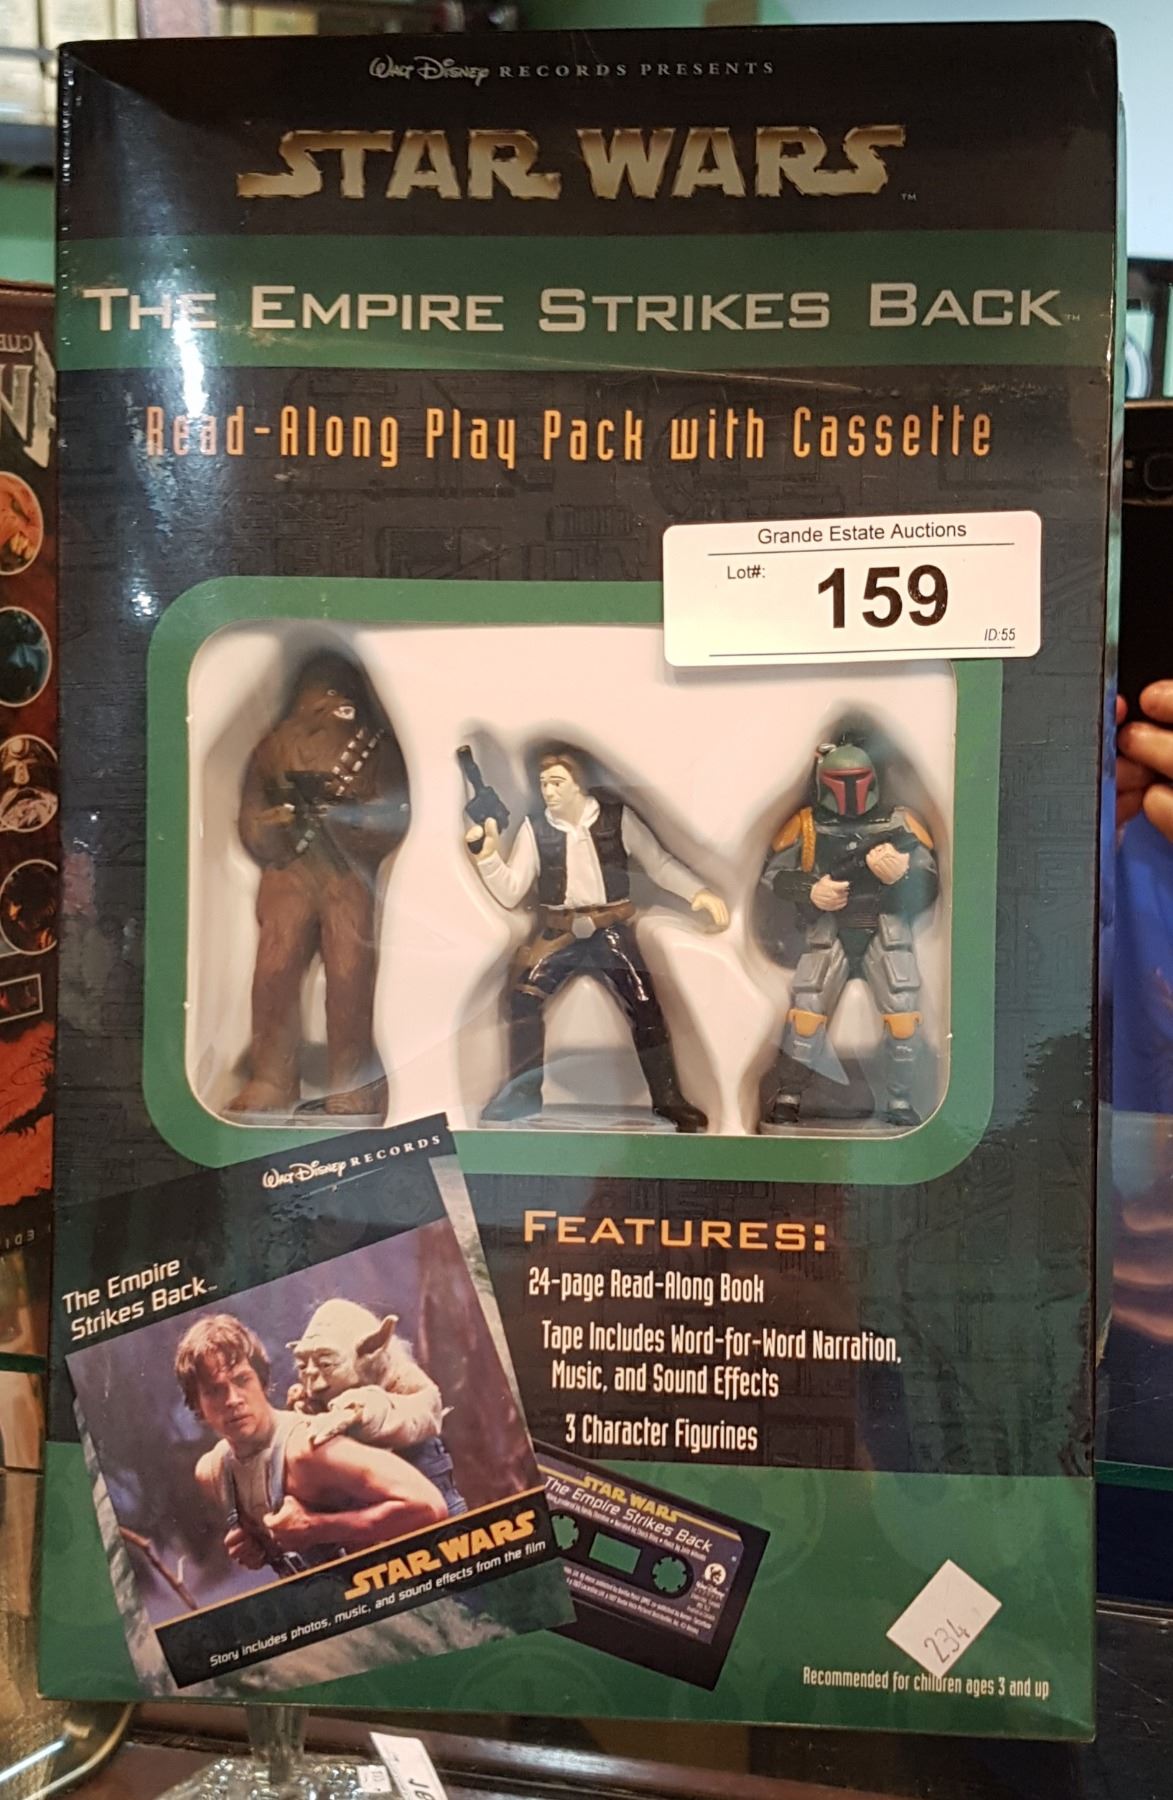 Walt Disney RECORDS PRESENTS
STAR WARS™
THE EMPIRE STRIKES BACK™
Read-Along Play Pack with Cassette
Grande Estate Auctions
Lot#:
159
ID:55
Walt Disney RECORDS
The Empire
Strikes Back™
STAR WARS
Story includes photos, music, and sound effects from the film
FEATURES:
24-page Read-Along Book
Tape Includes Word-for-Word Narration,
Music, and Sound Effects
3 Character Figurines
STAR WARS
The Empire Strikes Back
234
Recommended for children ages 3 and up